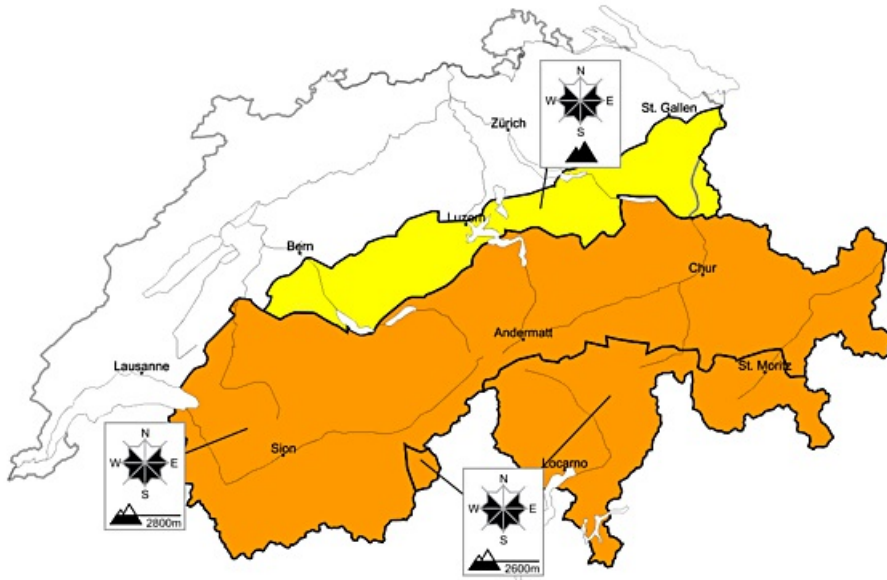 N
W E
S
St. Gallen
Zürich
Luzern
Bern
Chur
Andermatt
St. Moritz
Lausanne
N
W E
S
2800m
Sion
Locarno
N
W E
S
2600m